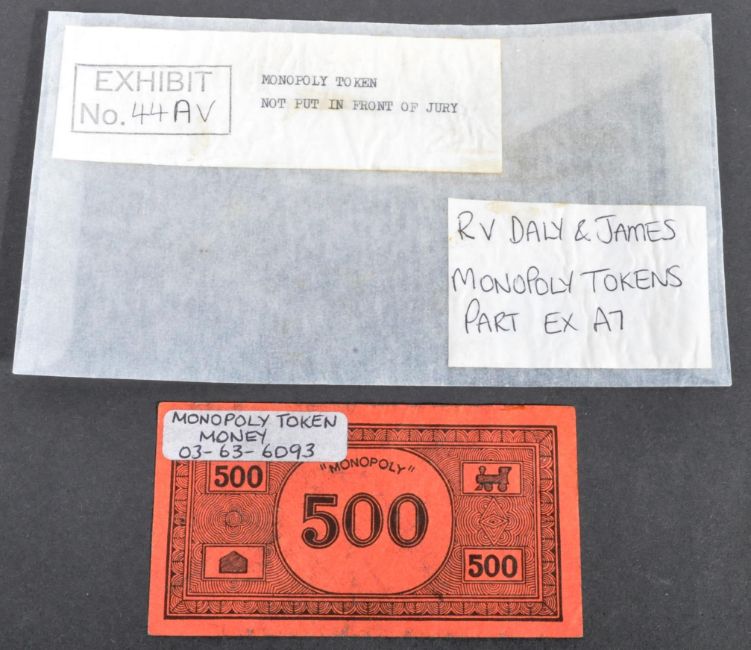 EXHIBIT
No. 44AV
MONOPOLY TOKEN
NOT PUT IN FRONT OF JURY
R V DALY & JAMES
MONOPOLY TOKENS
PART EX A7
MONOPOLY TOKEN
MONEY
03-63-6D93
500
"MONOPOLY"
500
500